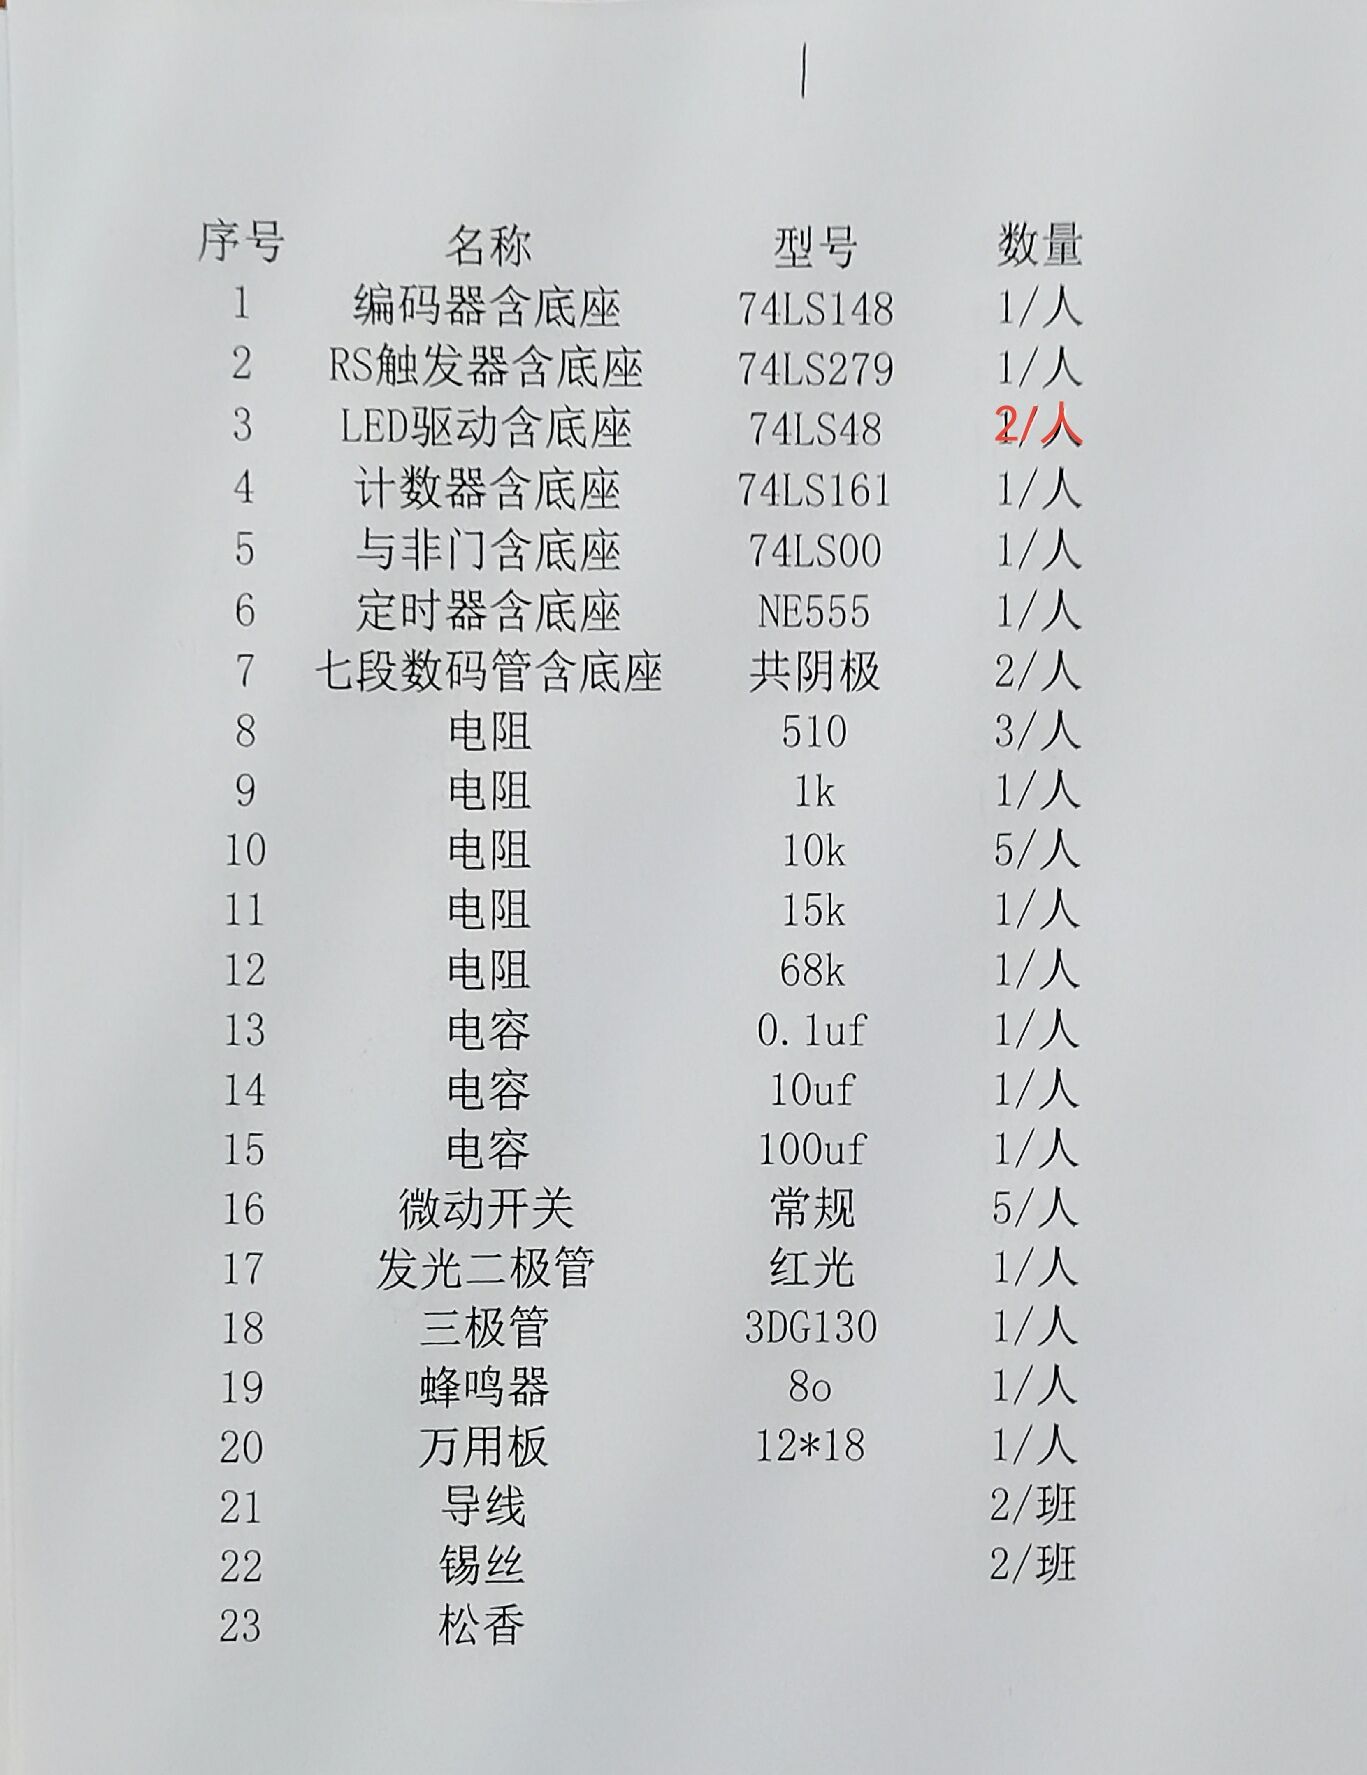 序号 名称 型号 数量
1 编码器含底座 74LS148 1/人
2 RS触发器含底座 74LS279 1/人
3 LED驱动含底座 74LS48 2/人
4 计数器含底座 74LS161 1/人
5 与非门含底座 74LS00 1/人
6 定时器含底座 NE555 1/人
7 七段数码管含底座 共阴极 2/人
8 电阻 510 3/人
9 电阻 1k 1/人
10 电阻 10k 5/人
11 电阻 15k 1/人
12 电阻 68k 1/人
13 电容 0.1uf 1/人
14 电容 10uf 1/人
15 电容 100uf 1/人
16 微动开关 常规 5/人
17 发光二极管 红光 1/人
18 三极管 3DG130 1/人
19 蜂鸣器 8o 1/人
20 万用板 12*18 1/人
21 导线 2/班
22 锡丝 2/班
23 松香